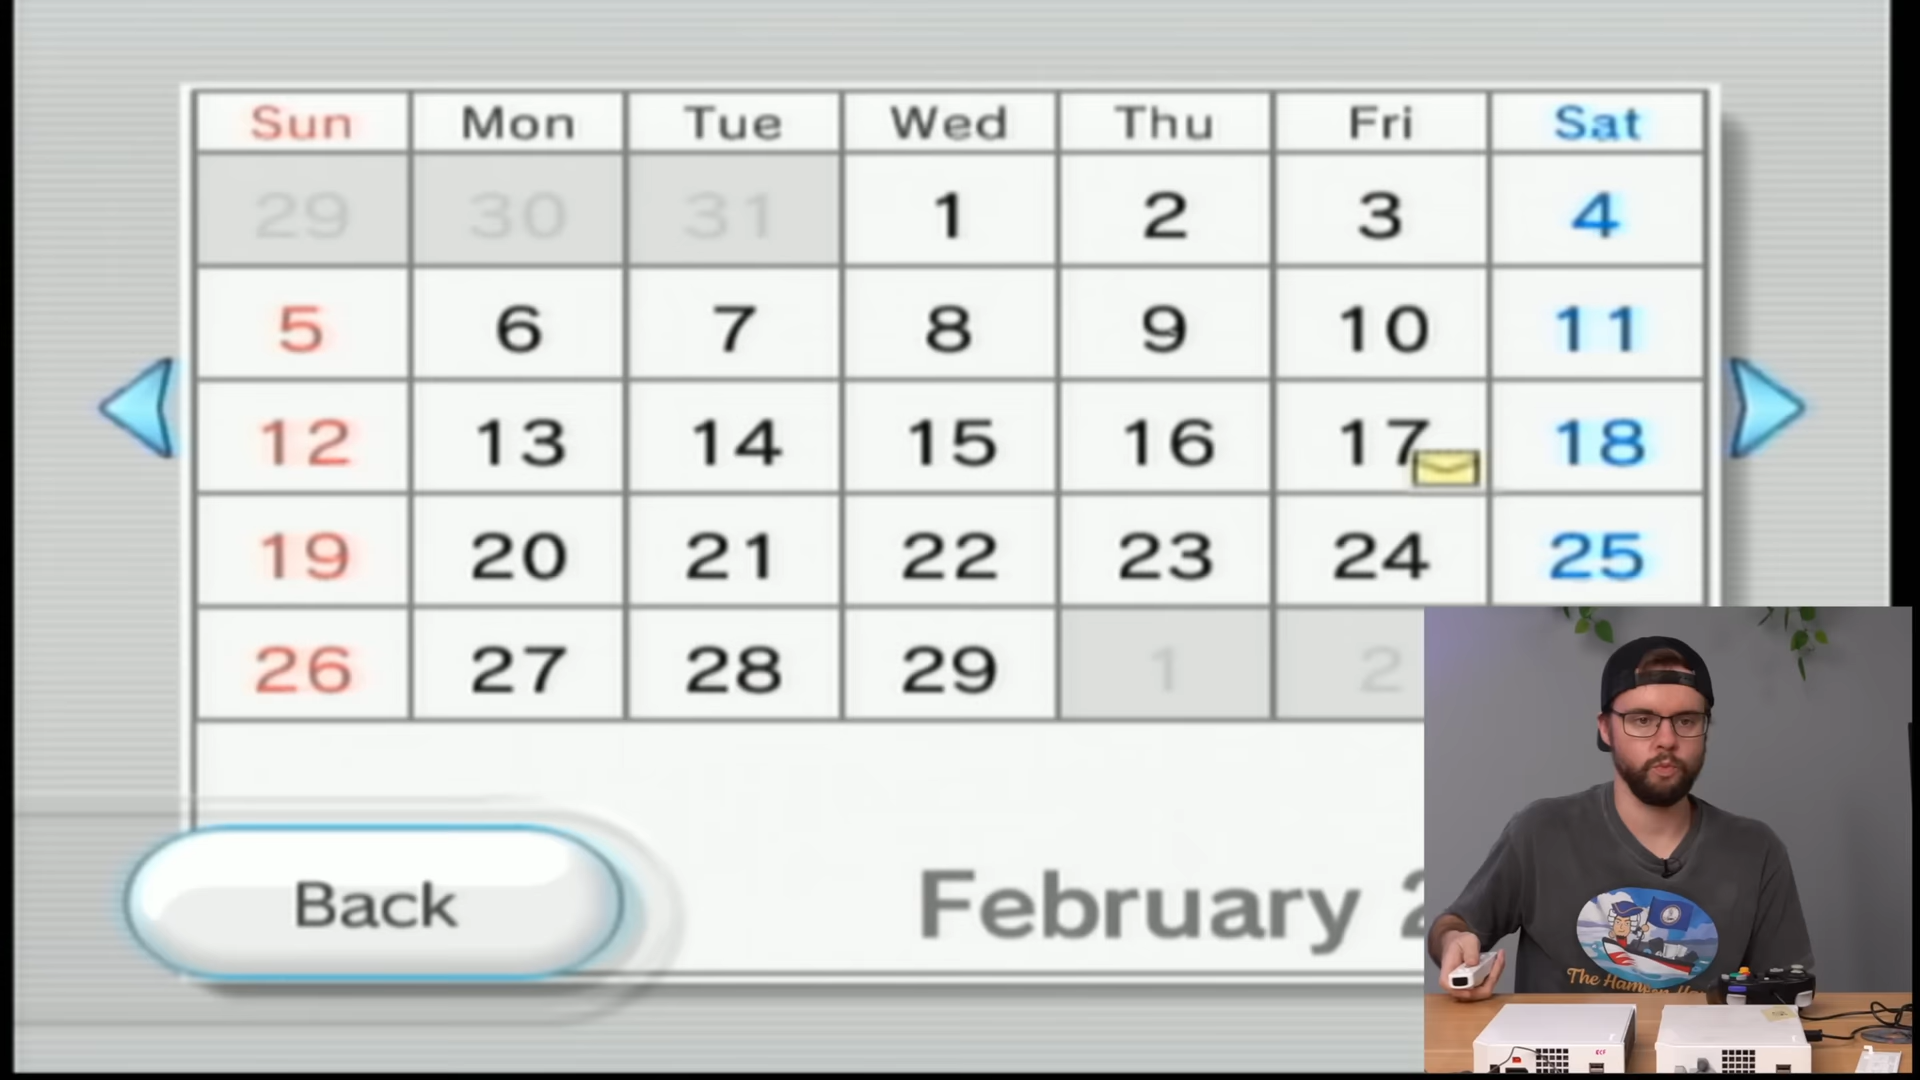 Sun Mon Tue Wed Thu Fri Sat
29 30 31 1 2 3 4
5 6 7 8 9 10 11
12 13 14 15 16 17 18
19 20 21 22 23 24 25
26 27 28 29 1 2
Back
February 2
The